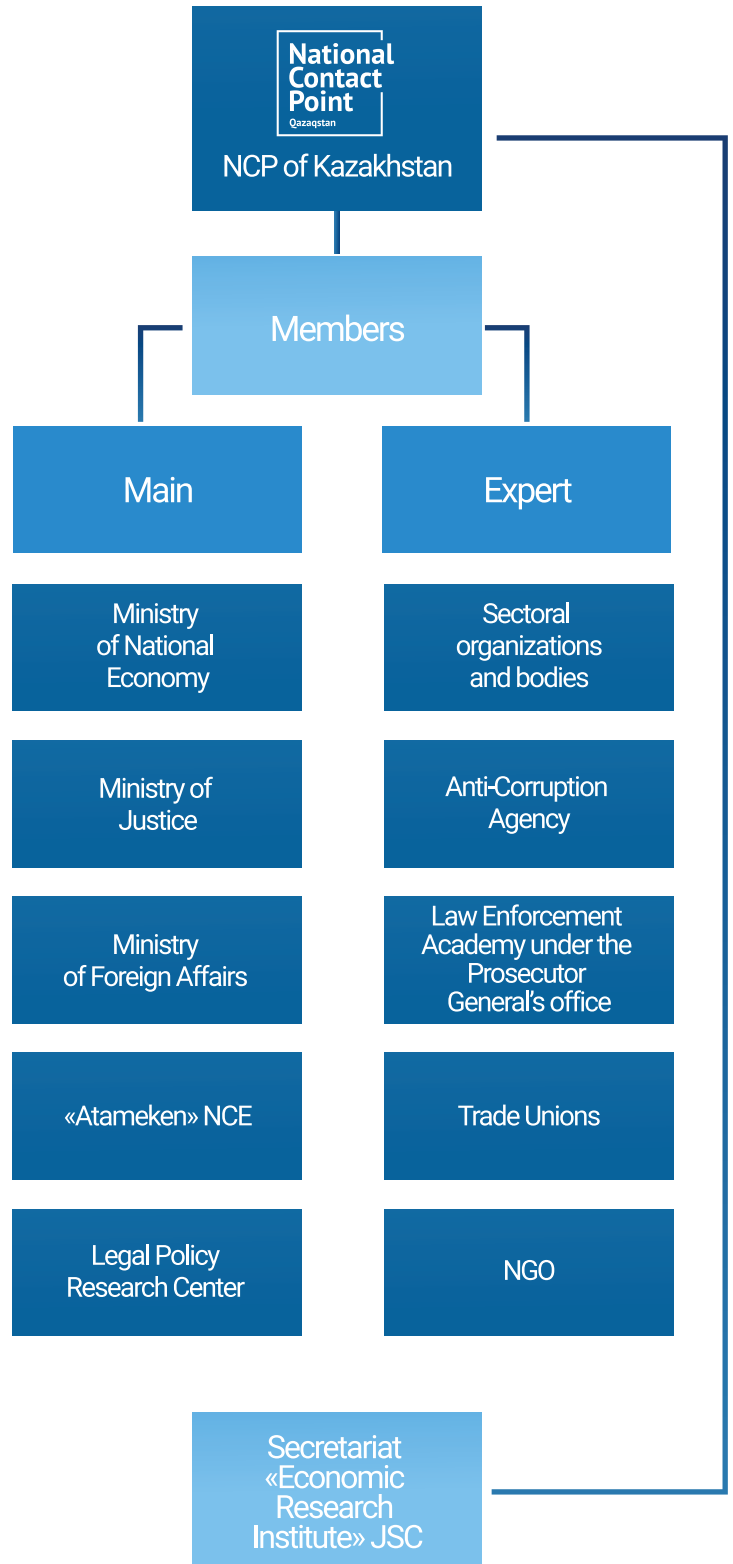 National
Contact
Point
Qazaqstan
NCP of Kazakhstan
Members
Main
Ministry
of National
Economy
Ministry of
Justice
Ministry
of Foreign Affairs
«Atameken» NCE
Legal Policy
Research Center
Expert
Sectoral
organizations
and bodies
Anti-Corruption
Agency
Law Enforcement
Academy under the
Prosecutor
General's office
Trade Unions
NGO
Secretariat
«Economic
Research
Institute» JSC